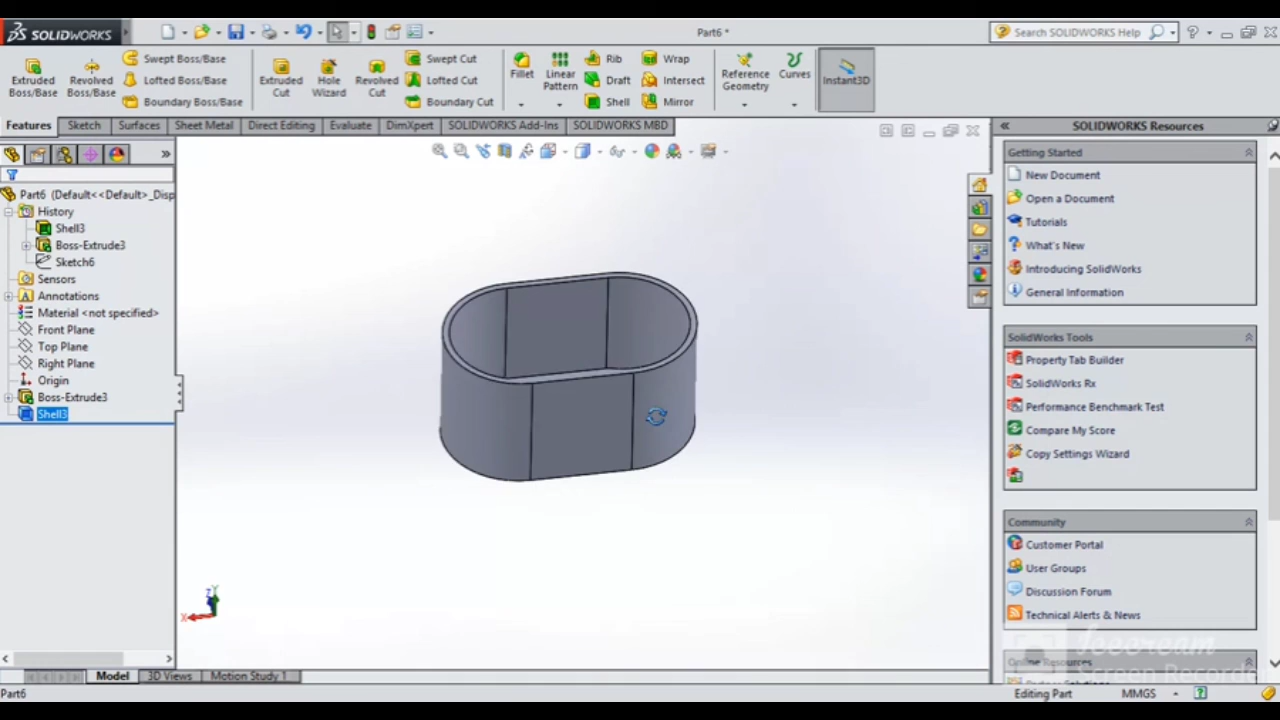 SOLIDWORKS
Part6 *
Search SOLIDWORKS Help
Extruded Boss/Base
Revolved Boss/Base
Swept Boss/Base
Lofted Boss/Base
Boundary Boss/Base
Extruded Cut
Hole Wizard
Revolved Cut
Swept Cut
Lofted Cut
Boundary Cut
Fillet
Linear Pattern
Rib
Draft
Shell
Wrap
Intersect
Mirror
Reference Geometry
Curves
Instant3D
Features
Sketch
Surfaces
Sheet Metal
Direct Editing
Evaluate
DimXpert
SOLIDWORKS Add-Ins
SOLIDWORKS MBD
Part6 (Default<<Default>_Disp
History
Shell3
Boss-Extrude3
Sketch6
Sensors
Annotations
Material <not specified>
Front Plane
Top Plane
Right Plane
Origin
Boss-Extrude3
Shell3
Y
Z
X
SOLIDWORKS Resources
Getting Started
New Document
Open a Document
Tutorials
What's New
Introducing SolidWorks
General Information
SolidWorks Tools
Property Tab Builder
SolidWorks Rx
Performance Benchmark Test
Compare My Score
Copy Settings Wizard
Community
Customer Portal
User Groups
Discussion Forum
Technical Alerts & News
Online Resources
Icecream
Screen Recorder
Model
3D Views
Motion Study 1
Part6
Editing Part
MMGS